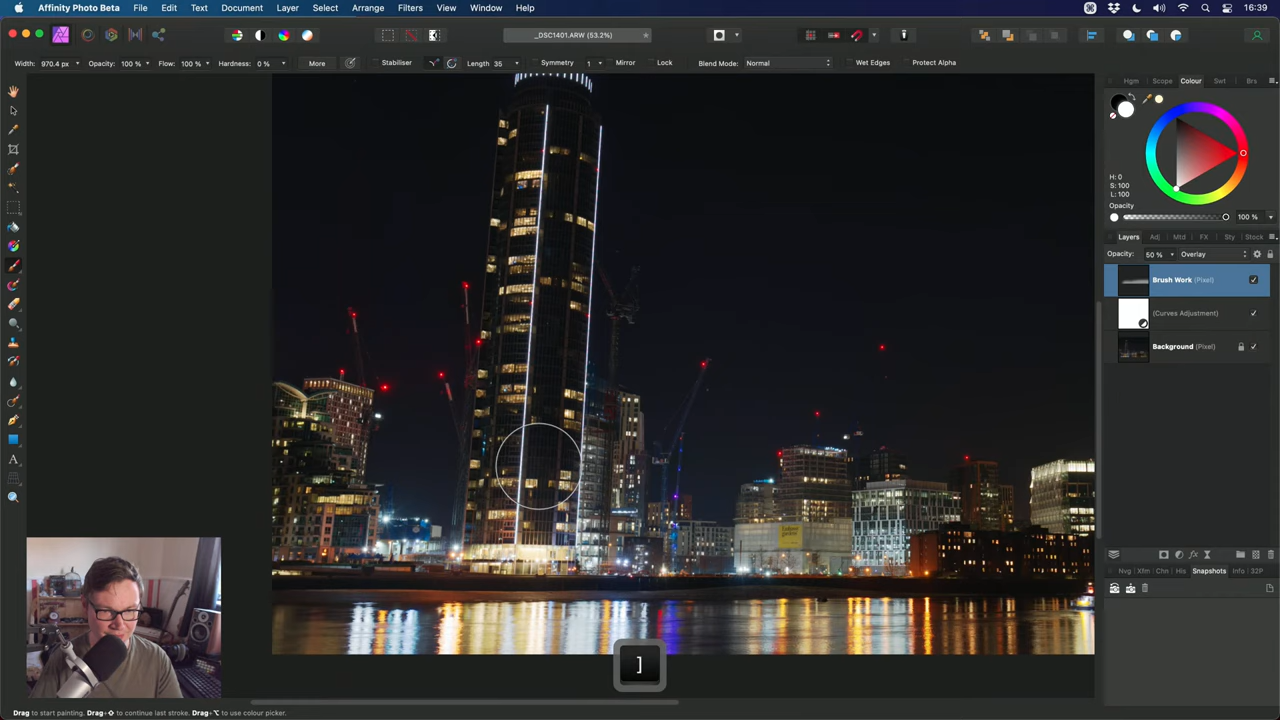 Affinity Photo Beta File Edit Text Document Layer Select Arrange Filters View Window Help 16:39
_DSC1401.ARW (53.2%)
Width: 970.4 px Opacity: 100 % Flow: 100 % Hardness: 0 % More Stabiliser Length 35 Symmetry 1 Mirror Lock Blend Mode: Normal Wet Edges Protect Alpha
Hgm Scope Colour Swt Brs
H: 0
S: 100
L: 100
Opacity
100 %
Layers Adj Mtd FX Sty Stock
Opacity: 50 % Overlay
Brush Work (Pixel)
(Curves Adjustment)
Background (Pixel)
fx
Nvg Xfm Chn His Snapshots Info 32P
]
Drag to start painting. Drag+⇧ to continue last stroke. Drag+⌥ to use colour picker.